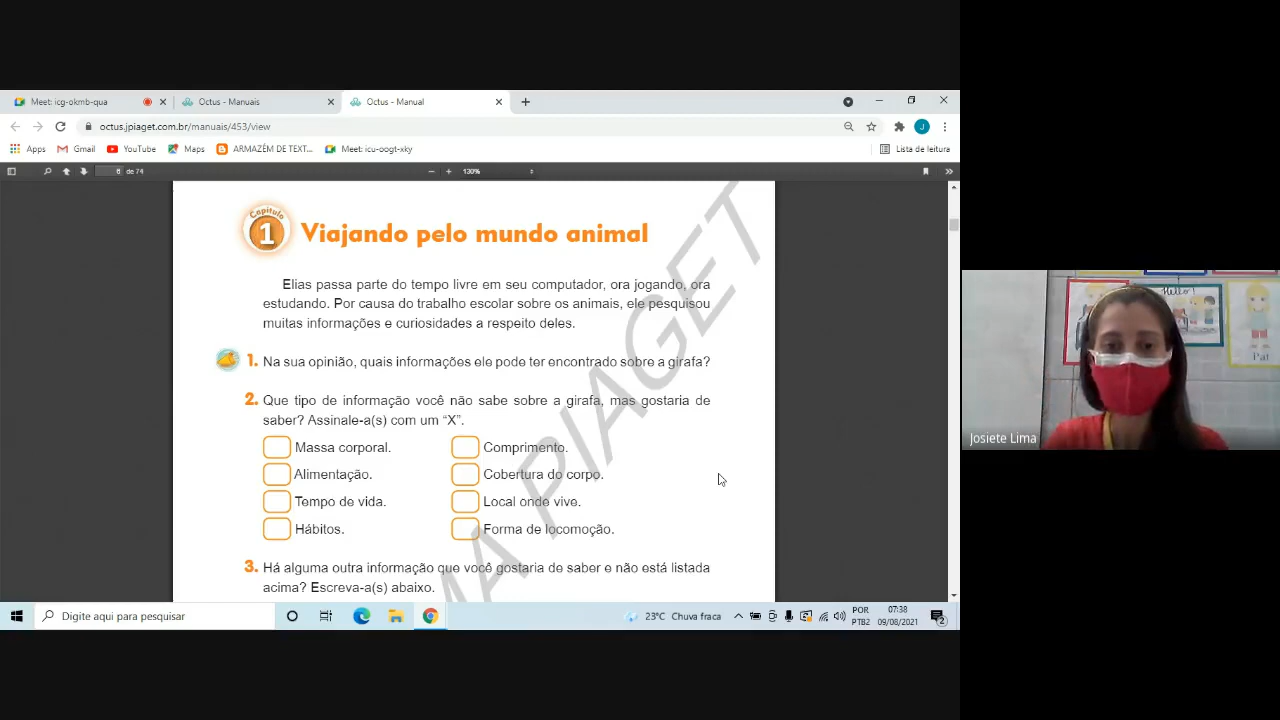 Meet: icg-okmb-qua
Octus - Manuais
Octus - Manual
octus.jpiaget.com.br/manuais/453/view
J
Apps
Gmail
YouTube
Maps
ARMAZÉM DE TEXT...
Meet: icu-oogt-xky
Lista de leitura
6 de 74
130%
Capítulo
1
Viajando pelo mundo animal
Elias passa parte do tempo livre em seu computador, ora jogando, ora
estudando. Por causa do trabalho escolar sobre os animais, ele pesquisou
muitas informações e curiosidades a respeito deles.
1. Na sua opinião, quais informações ele pode ter encontrado sobre a girafa?
2. Que tipo de informação você não sabe sobre a girafa, mas gostaria de
saber? Assinale-a(s) com um “X”.
Massa corporal. Comprimento.
Alimentação. Cobertura do corpo.
Tempo de vida. Local onde vive.
Hábitos. Forma de locomoção.
3. Há alguma outra informação que você gostaria de saber e não está listada
acima? Escreva-a(s) abaixo.
MA PIAGET
Digite aqui para pesquisar
23°C Chuva fraca
POR
PTB2
07:38
09/08/2021
2
Hello!
Pat
Josiete Lima